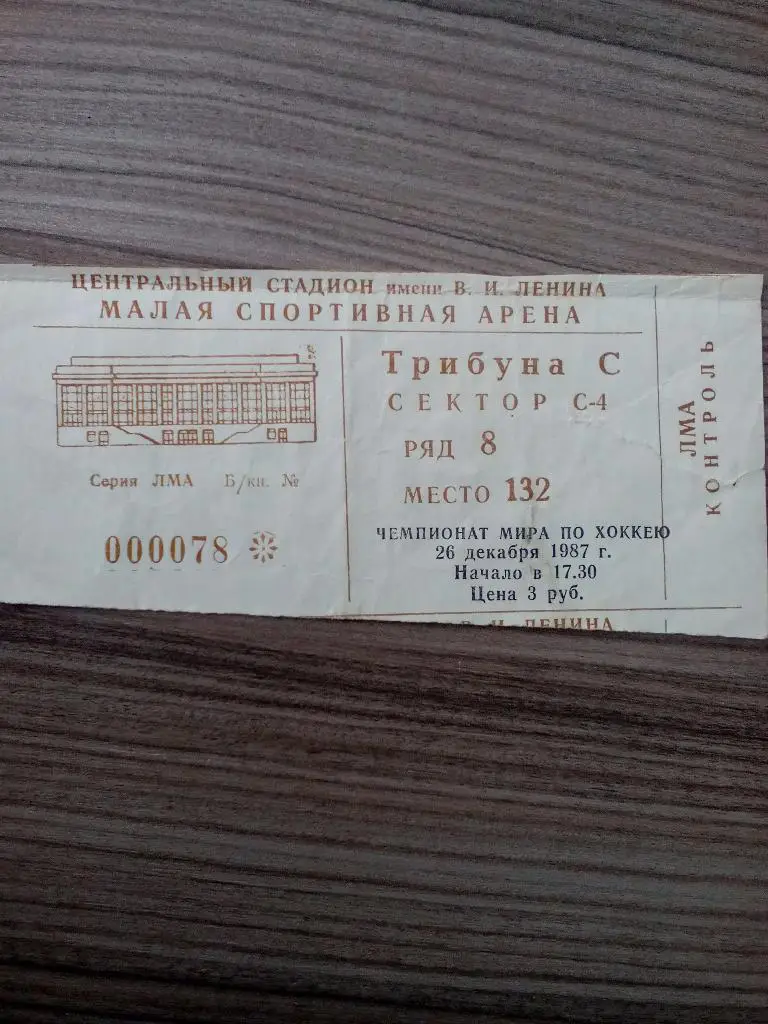 ЦЕНТРАЛЬНЫЙ СТАДИОН имени В. И. ЛЕНИНА
МАЛАЯ СПОРТИВНАЯ АРЕНА
Серия ЛМА Б/кн. №
000078
Трибуна С
СЕКТОР С-4
РЯД 8
МЕСТО 132
ЧЕМПИОНАТ МИРА ПО ХОККЕЮ
26 декабря 1987 г.
Начало в 17.30
Цена 3 руб.
ЛМА
КОНТРОЛЬ
В. И. ЛЕНИНА